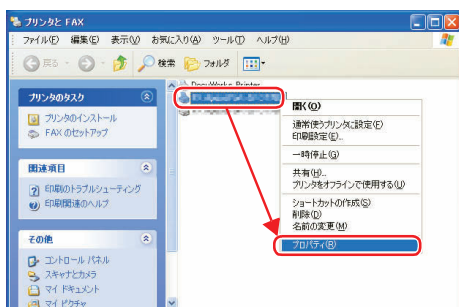 プリンタと FAX
ファイル(F) 編集(E) 表示(V) お気に入り(A) ツール(T) ヘルプ(H)
戻る 検索 フォルダ
プリンタのタスク
プリンタのインストール
FAX のセットアップ
関連項目
印刷のトラブルシューティング
印刷関連のヘルプ
その他
コントロール パネル
スキャナとカメラ
マイ ドキュメント
マイ ピクチャ
DocuWorks Printer
開く(O)
通常使うプリンタに設定(F)
印刷設定(E)...
一時停止(G)
共有(H)...
プリンタをオフラインで使用する(U)
ショートカットの作成(S)
削除(D)
名前の変更(M)
プロパティ(R)